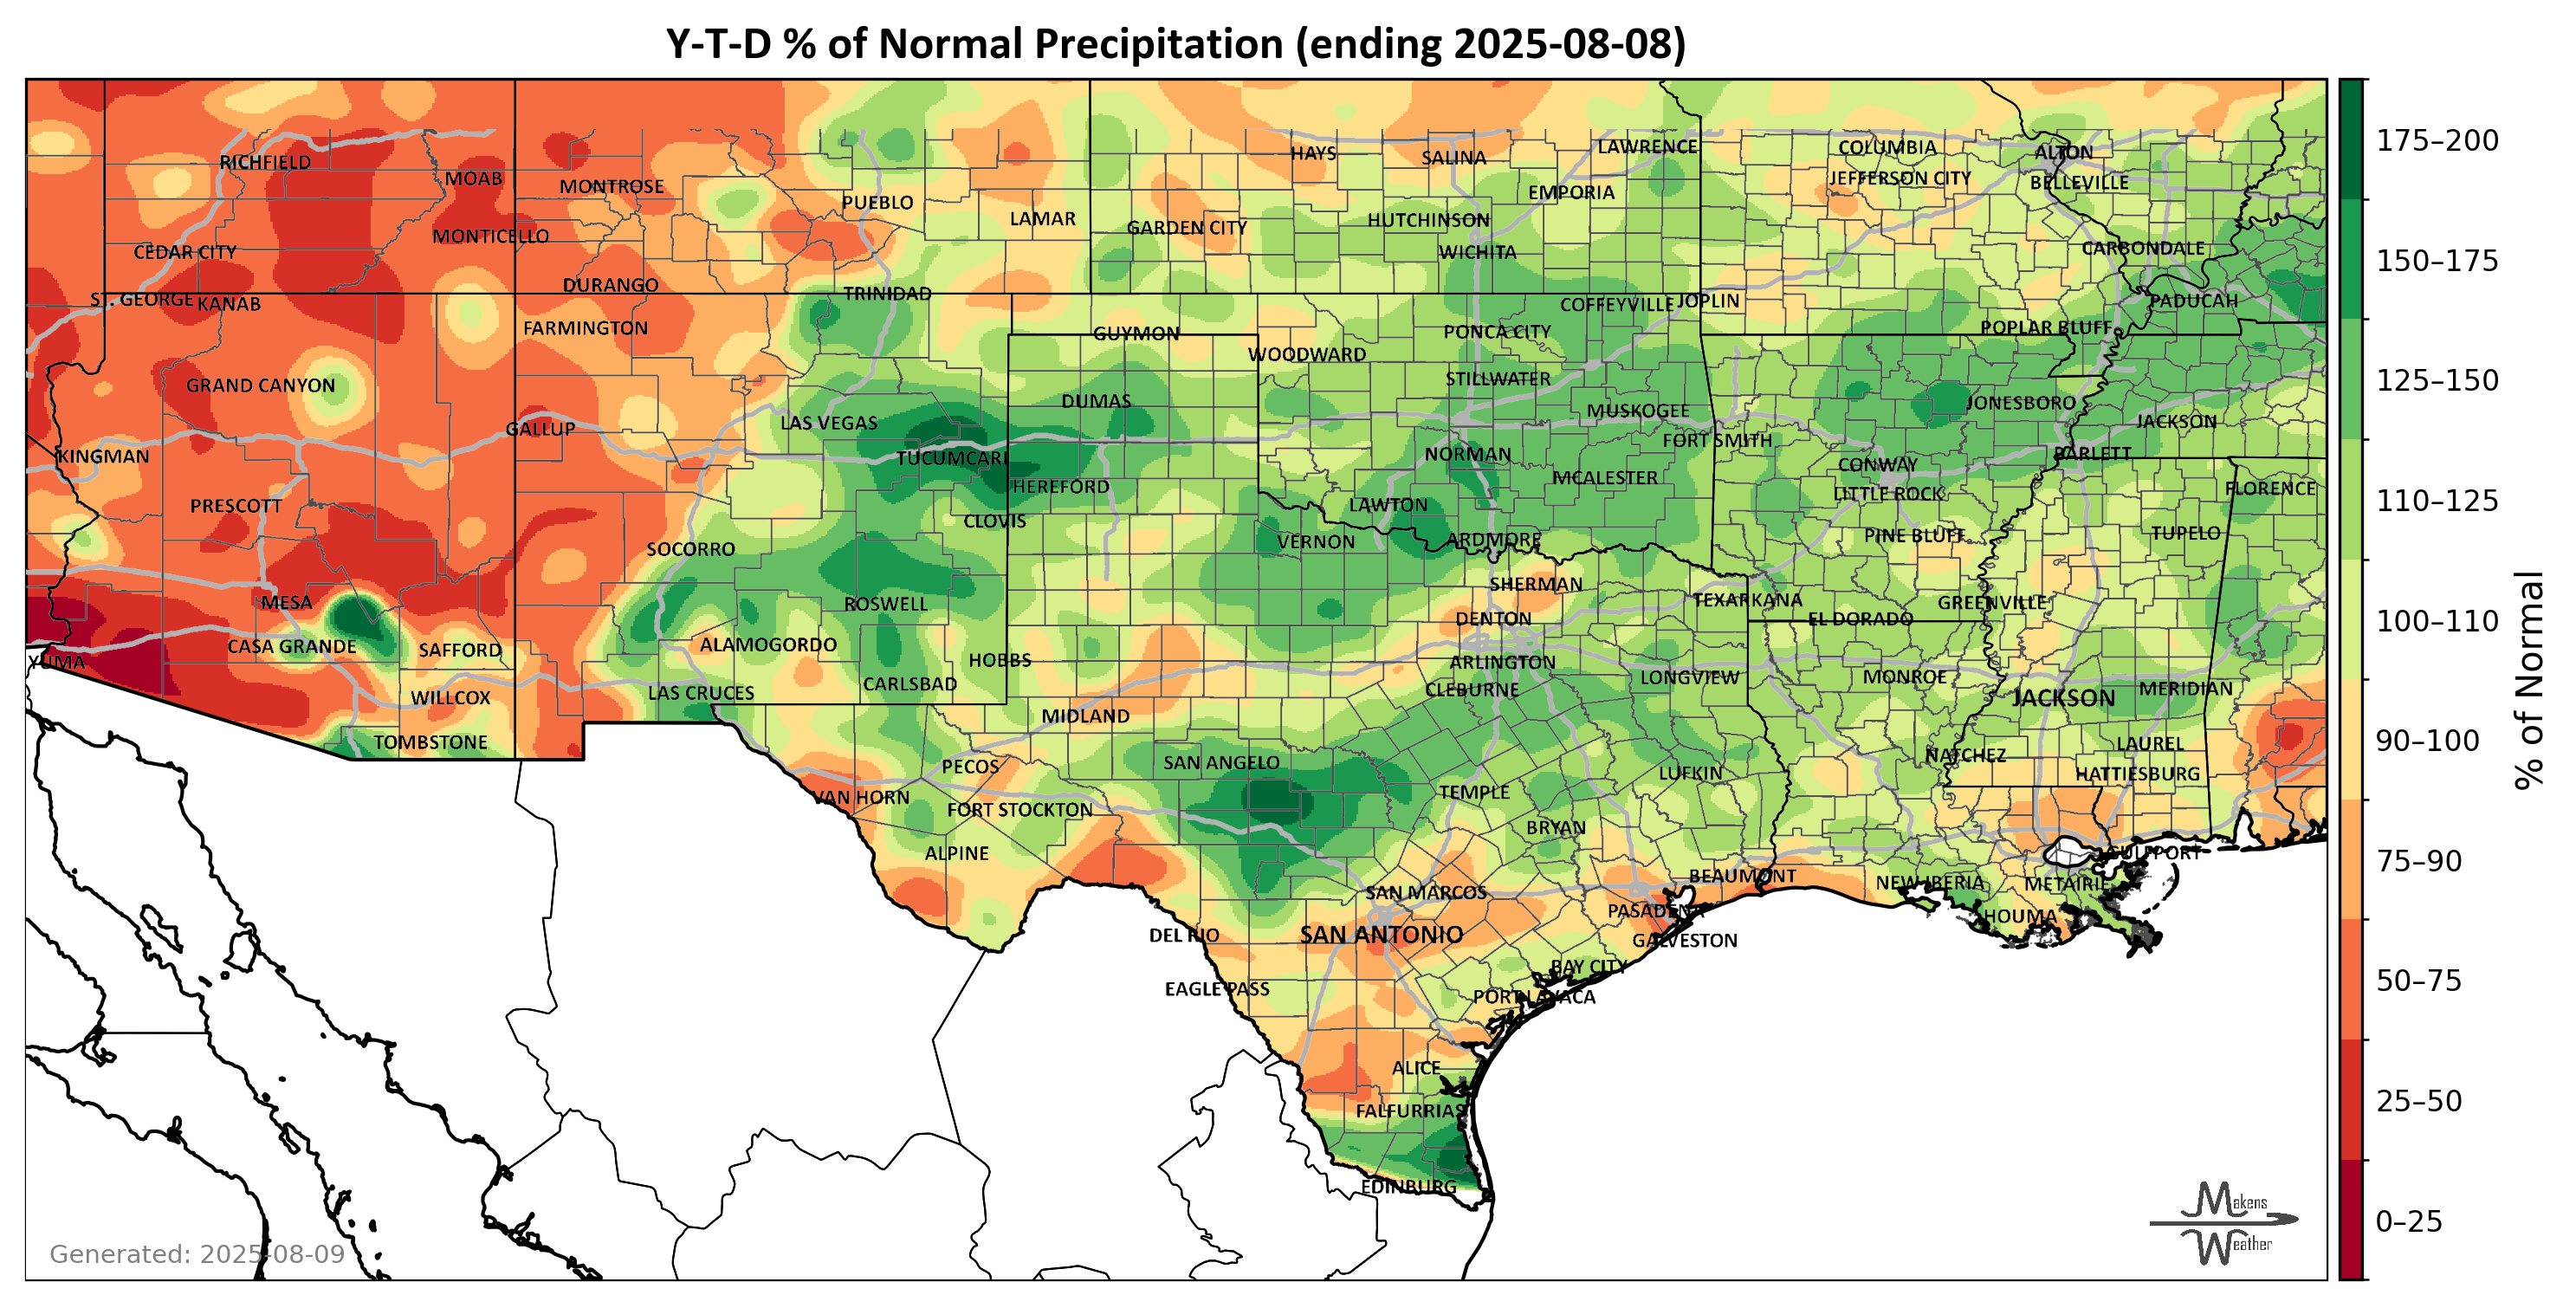 Y-T-D % of Normal Precipitation (ending 2025-08-08)
RICHFIELD
MOAB
MONTROSE
PUEBLO
LAMAR
HAYS
SALINA
LAWRENCE
EMPORIA
COLUMBIA
JEFFERSON CITY
ALTON
BELLEVILLE
CEDAR CITY
MONTICELLO
GARDEN CITY
HUTCHINSON
WICHITA
CARBONDALE
ST. GEORGE
KANAB
DURANGO
TRINIDAD
COFFEYVILLE
JOPLIN
PADUCAH
FARMINGTON
GUYMON
WOODWARD
PONCA CITY
POPLAR BLUFF
GRAND CANYON
DUMAS
STILLWATER
MUSKOGEE
JONESBORO
JACKSON
GALLUP
LAS VEGAS
FORT SMITH
KINGMAN
TUCUMCARI
NORMAN
BARLETT
HEREFORD
MCALESTER
CONWAY
LITTLE ROCK
FLORENCE
PRESCOTT
CLOVIS
LAWTON
SOCORRO
VERNON
ARDMORE
PINE BLUFF
TUPELO
MESA
ROSWELL
SHERMAN
TEXARKANA
GREENVILLE
DENTON
EL DORADO
CASA GRANDE
SAFFORD
ALAMOGORDO
YUMA
HOBBS
ARLINGTON
WILLCOX
LAS CRUCES
CARLSBAD
CLEBURNE
LONGVIEW
MONROE
JACKSON
MERIDIAN
MIDLAND
TOMBSTONE
PECOS
SAN ANGELO
LUFKIN
NATCHEZ
LAUREL
HATTIESBURG
VAN HORN
FORT STOCKTON
TEMPLE
BRYAN
ALPINE
GULFPORT
SAN MARCOS
BEAUMONT
NEW IBERIA
METAIRIE
PASADENA
HOUMA
DEL RIO
SAN ANTONIO
GALVESTON
BAY CITY
EAGLE PASS
PORT LAVACA
ALICE
FALFURRIAS
EDINBURG
175–200
150–175
125–150
110–125
100–110
90–100
75–90
50–75
25–50
0–25
% of Normal
Makens
Weather
Generated: 2025-08-09